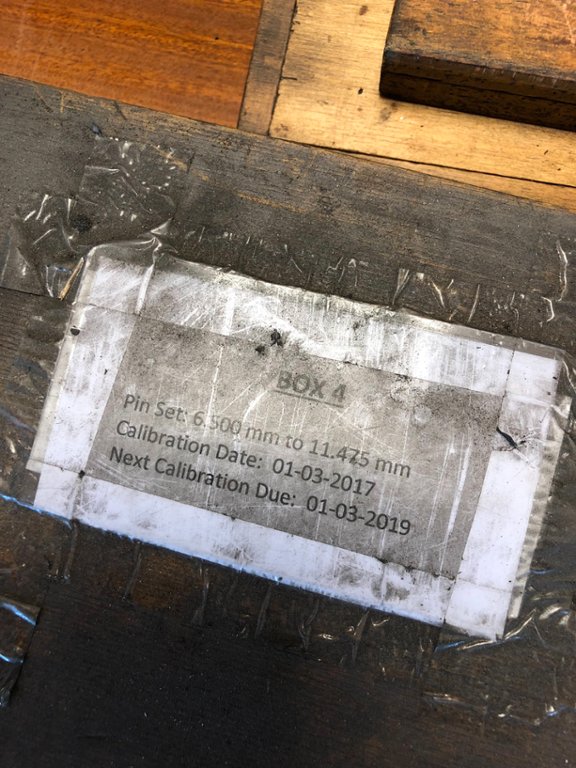 BOX 4
Pin Set: 6.500 mm to 11.475 mm
Calibration Date: 01-03-2017
Next Calibration Due: 01-03-2019